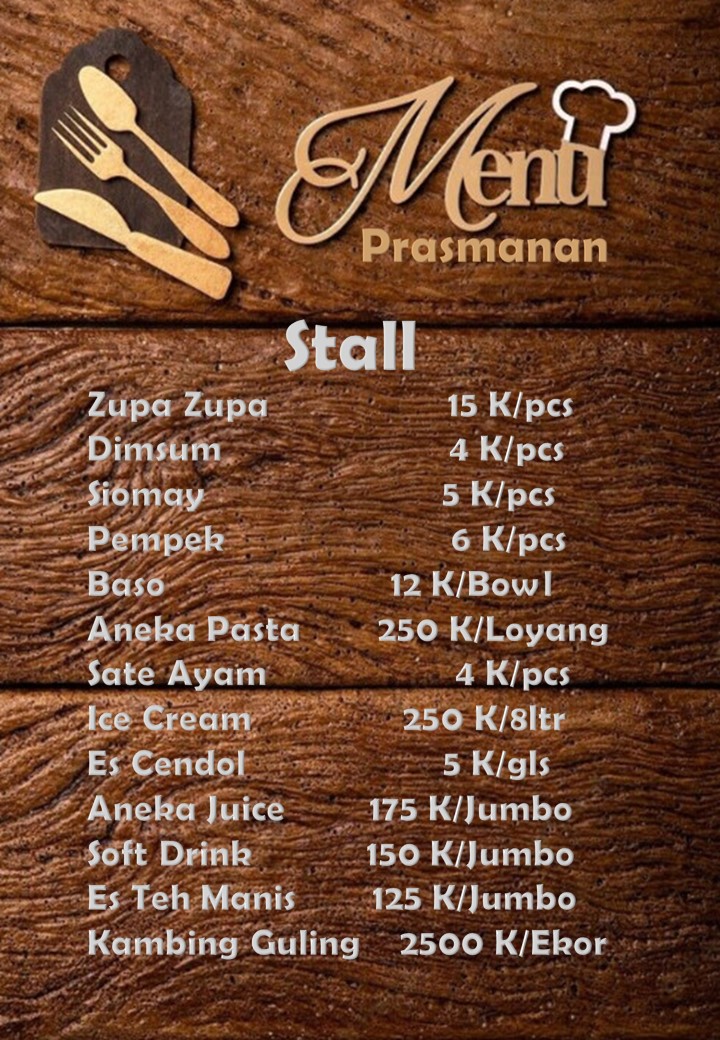 Menu
Prasmanan
Stall
Zupa Zupa 15 K/pcs
Dimsum 4 K/pcs
Siomay 5 K/pcs
Pempek 6 K/pcs
Baso 12 K/Bowl
Aneka Pasta 250 K/Loyang
Sate Ayam 4 K/pcs
Ice Cream 250 K/8ltr
Es Cendol 5 K/gls
Aneka Juice 175 K/Jumbo
Soft Drink 150 K/Jumbo
Es Teh Manis 125 K/Jumbo
Kambing Guling 2500 K/Ekor